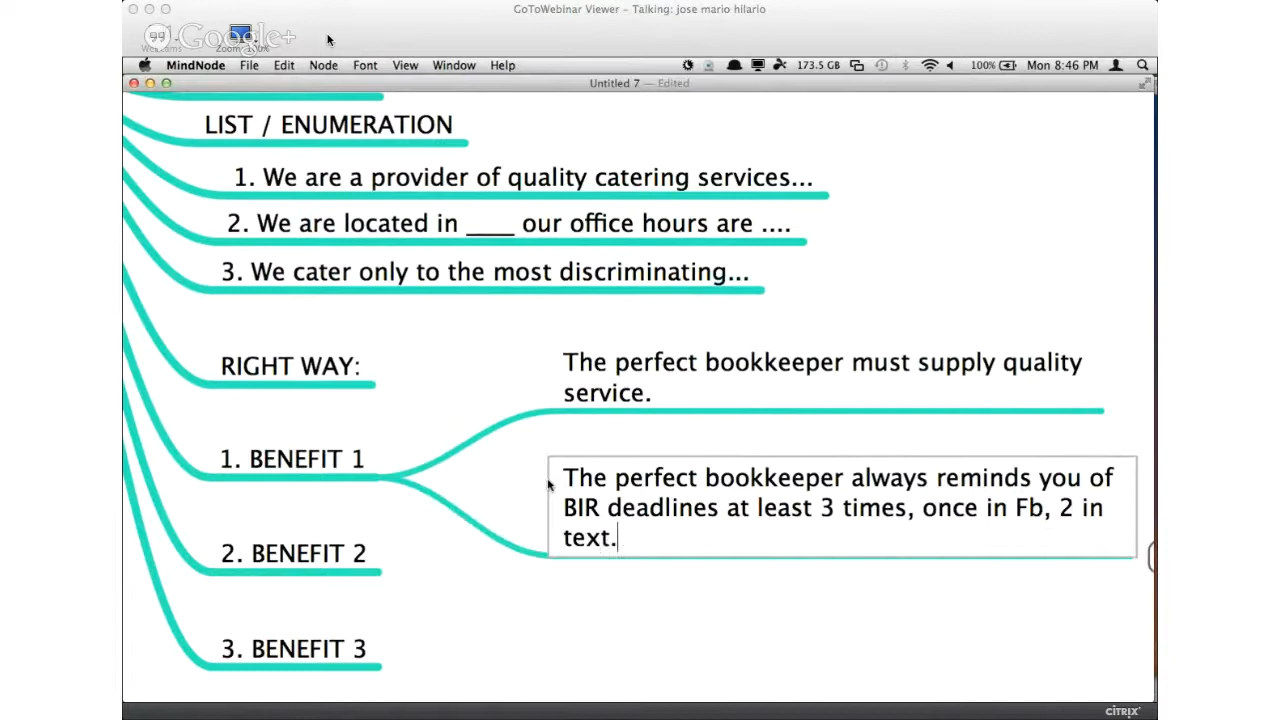 GoToWebinar Viewer – Talking: jose mario hilario
Google+
MindNode File Edit Node Font View Window Help 173.5 GB 100% Mon 8:46 PM
Untitled 7 — Edited
LIST / ENUMERATION
1. We are a provider of quality catering services...
2. We are located in ____ our office hours are ....
3. We cater only to the most discriminating...
RIGHT WAY:
The perfect bookkeeper must supply quality
service.
1. BENEFIT 1
The perfect bookkeeper always reminds you of
BIR deadlines at least 3 times, once in Fb, 2 in
text.
2. BENEFIT 2
3. BENEFIT 3
CİTRIX